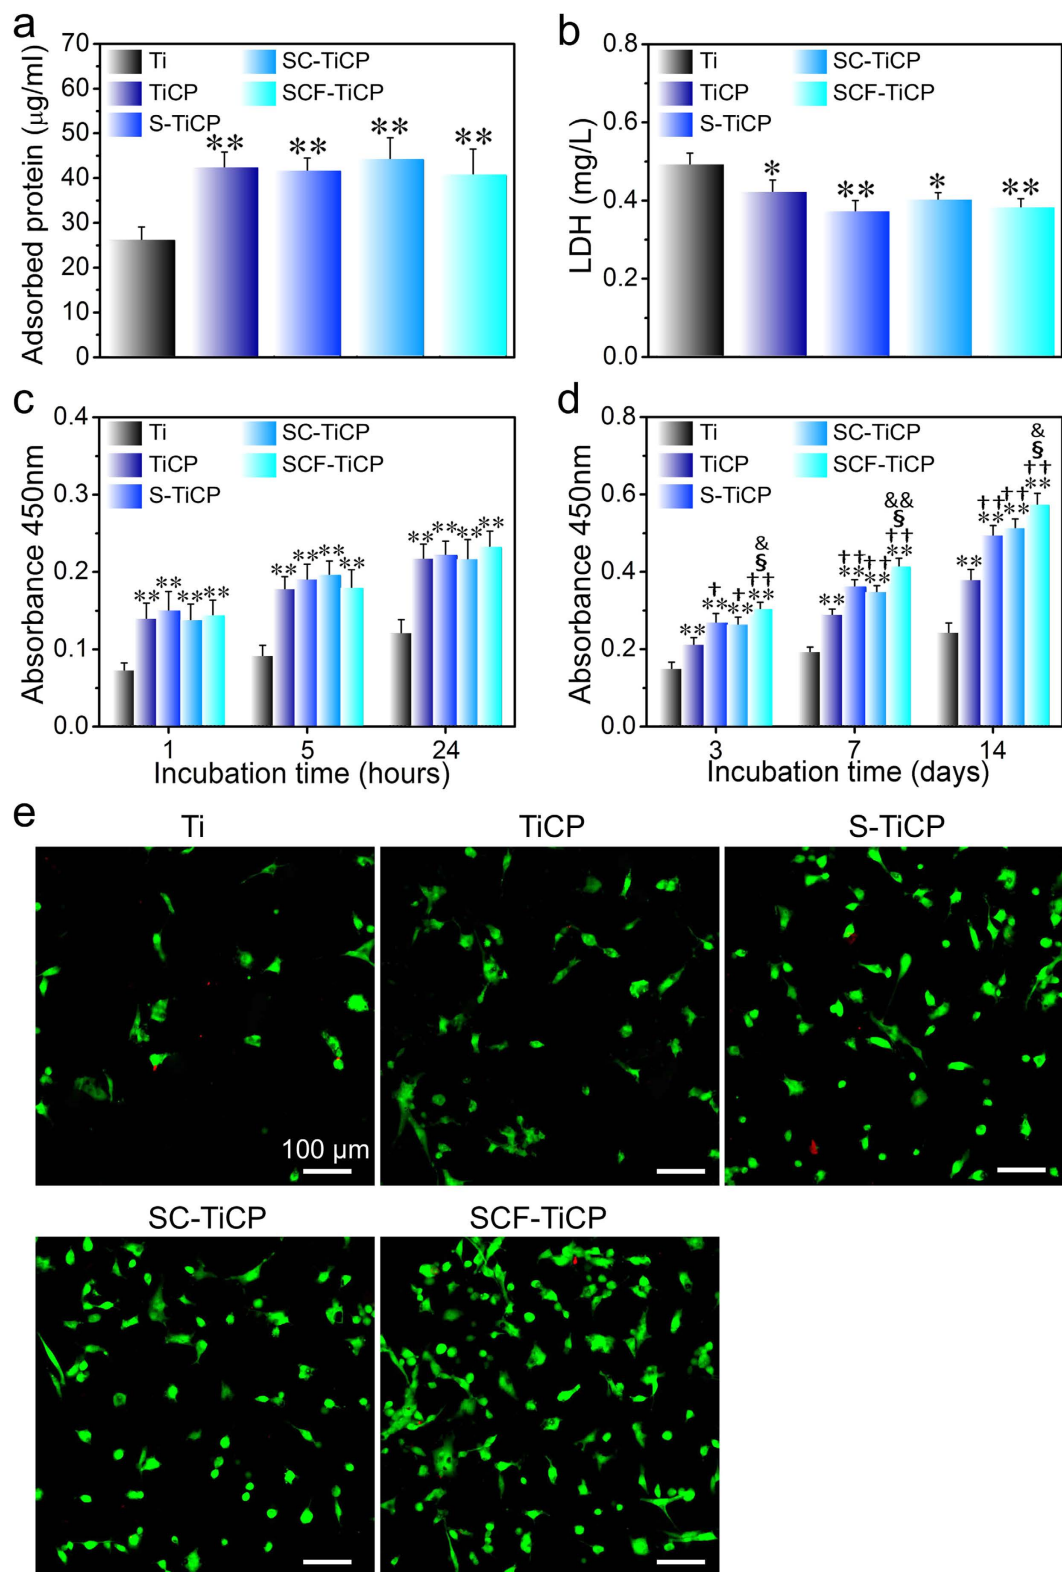 a
Adsorbed protein (µg/ml)
70
60
50
40
30
20
10
0
Ti
TiCP
S-TiCP
SC-TiCP
SCF-TiCP
**
**
**
**
b
LDH (mg/L)
0.8
0.6
0.4
0.2
0.0
Ti
TiCP
S-TiCP
SC-TiCP
SCF-TiCP
*
**
*
**
c
Absorbance 450nm
0.4
0.3
0.2
0.1
0.0
Ti
TiCP
S-TiCP
SC-TiCP
SCF-TiCP
**
**
**
**
**
**
**
**
**
**
**
**
1
5
24
Incubation time (hours)
d
Absorbance 450nm
0.8
0.6
0.4
0.2
0.0
Ti
TiCP
S-TiCP
SC-TiCP
SCF-TiCP
**
†
**
†
**
&
§
††
**
**
††
**
††
**
&&
§
††
**
**
††
**
††
**
&
§
††
**
3
7
14
Incubation time (days)
e
Ti
TiCP
S-TiCP
100 µm
SC-TiCP
SCF-TiCP